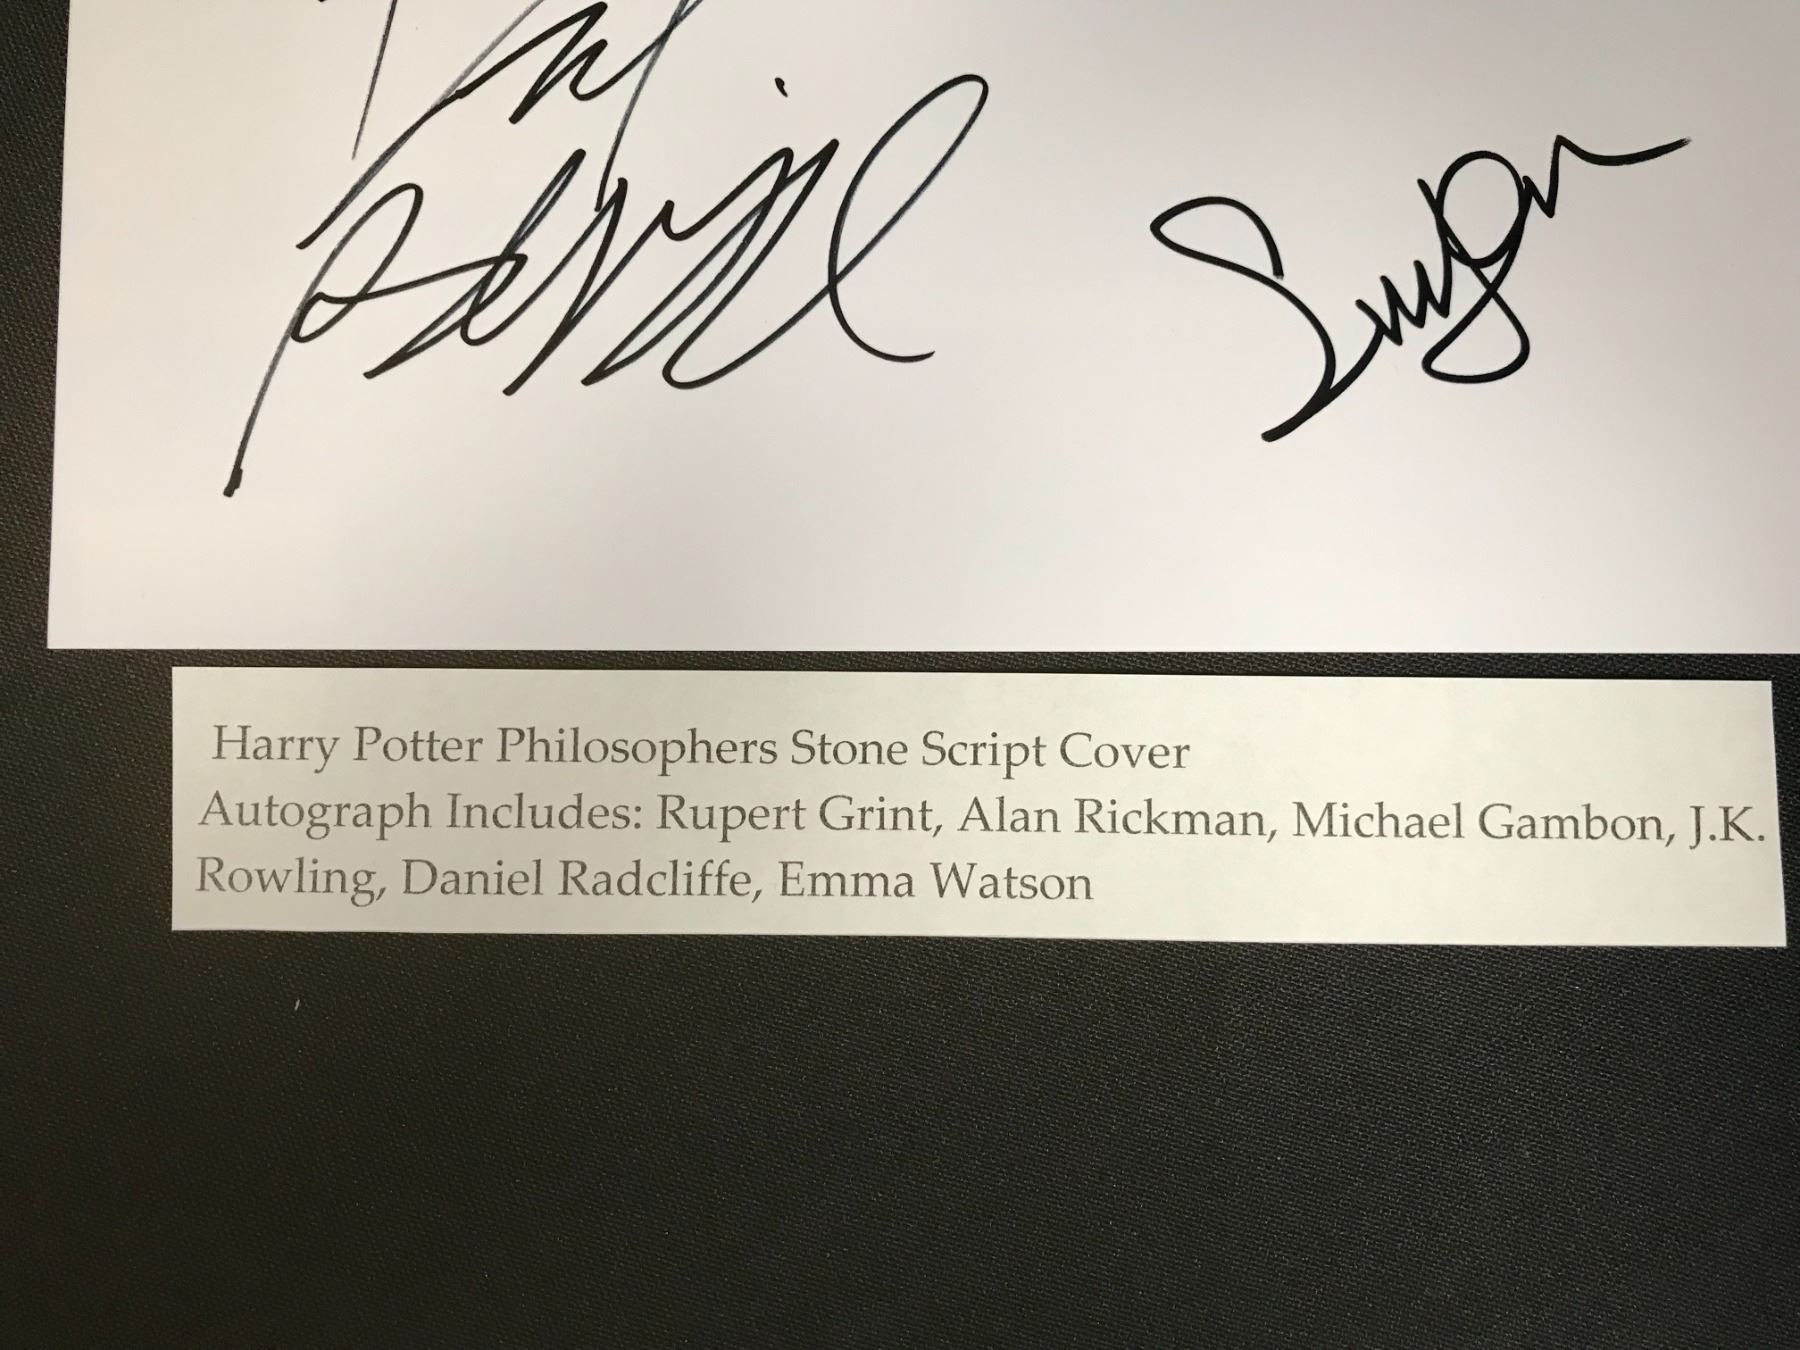 Harry Potter Philosophers Stone Script Cover
Autograph Includes: Rupert Grint, Alan Rickman, Michael Gambon, J.K.
Rowling, Daniel Radcliffe, Emma Watson